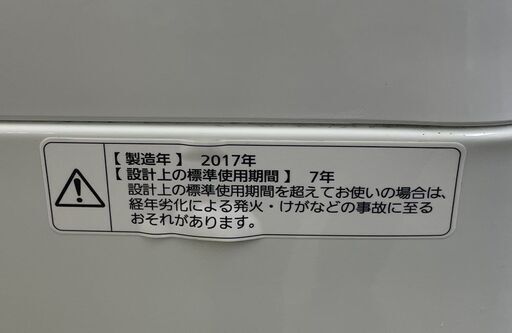 【 製造年 】 2017年
【 設計上の標準使用期間 】 7年
設計上の標準使用期間を超えてお使いの場合は、
経年劣化による発火・けがなどの事故に至る
おそれがあります。